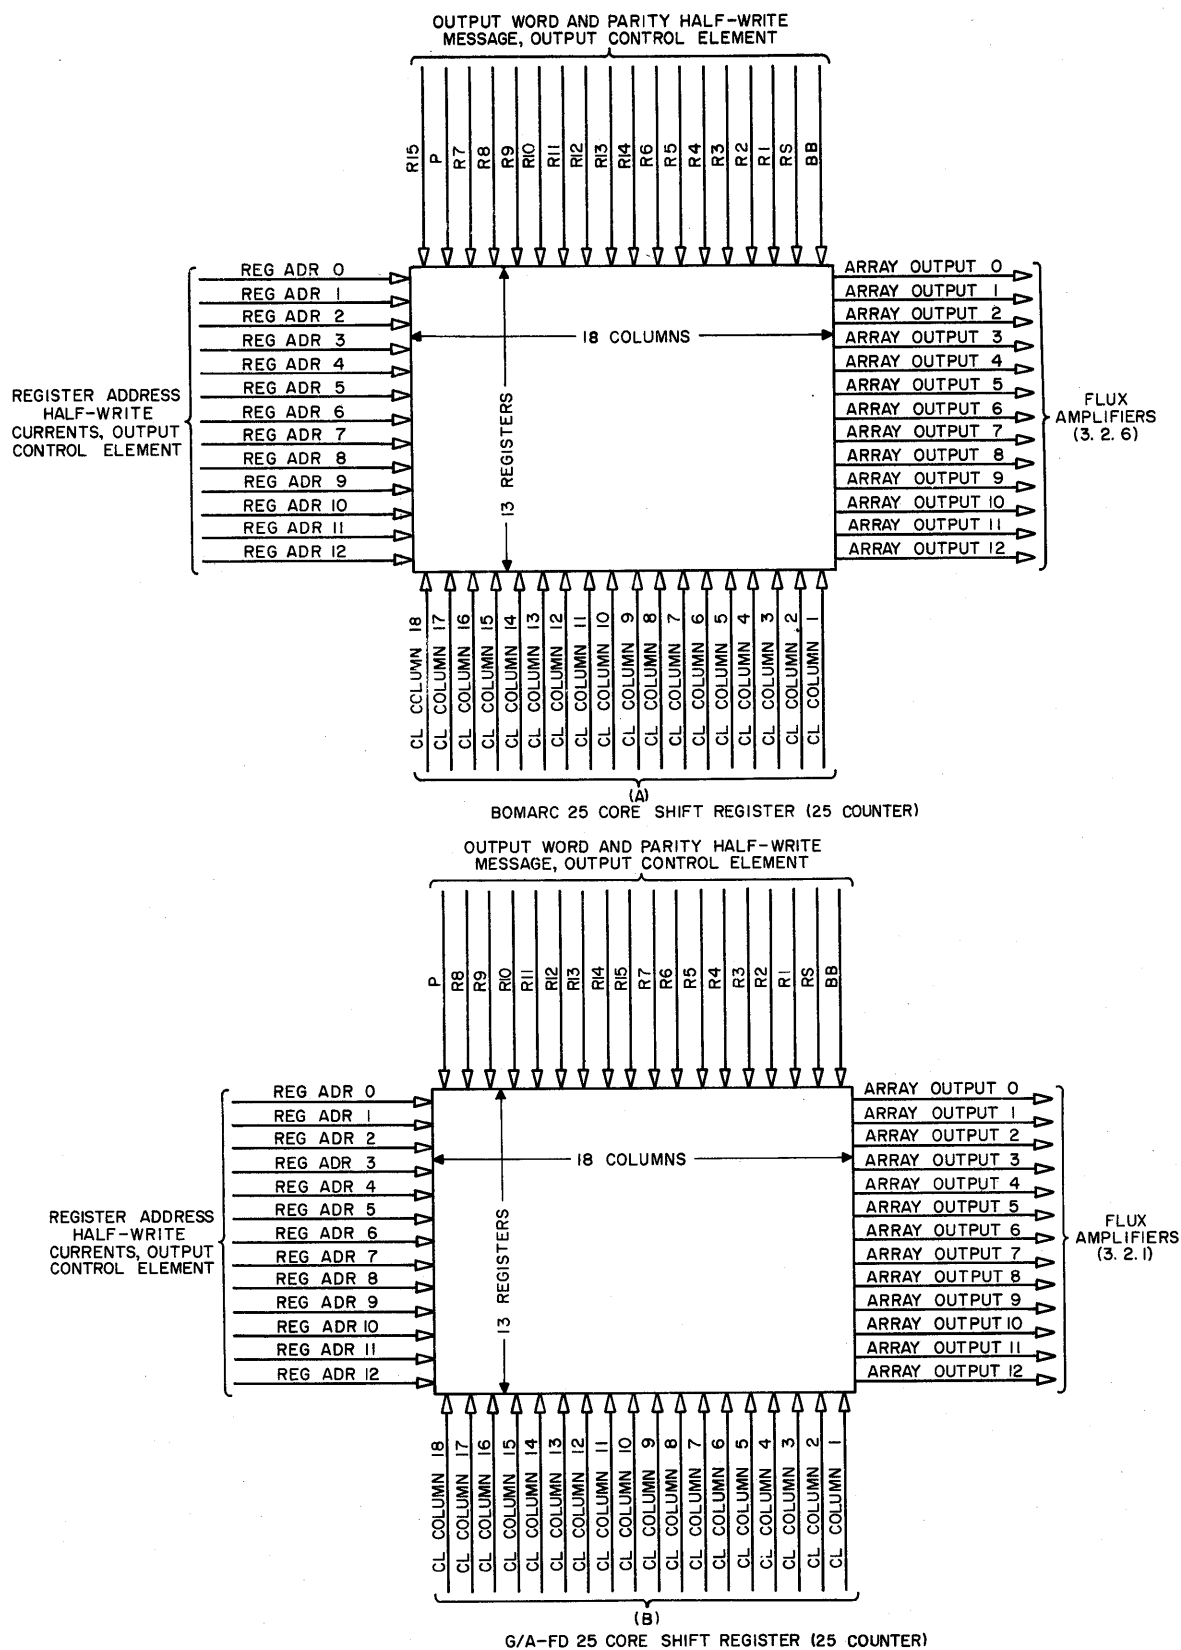 OUTPUT WORD AND PARITY HALF-WRITE
MESSAGE, OUTPUT CONTROL ELEMENT
R15
P
R7
R8
R9
R10
R11
R12
R13
R14
R6
R5
R4
R3
R2
R1
RS
BB
REGISTER ADDRESS
HALF-WRITE
CURRENTS, OUTPUT
CONTROL ELEMENT
REG ADR 0
REG ADR 1
REG ADR 2
REG ADR 3
REG ADR 4
REG ADR 5
REG ADR 6
REG ADR 7
REG ADR 8
REG ADR 9
REG ADR 10
REG ADR 11
REG ADR 12
18 COLUMNS
13 REGISTERS
ARRAY OUTPUT 0
ARRAY OUTPUT 1
ARRAY OUTPUT 2
ARRAY OUTPUT 3
ARRAY OUTPUT 4
ARRAY OUTPUT 5
ARRAY OUTPUT 6
ARRAY OUTPUT 7
ARRAY OUTPUT 8
ARRAY OUTPUT 9
ARRAY OUTPUT 10
ARRAY OUTPUT 11
ARRAY OUTPUT 12
FLUX
AMPLIFIERS
(3. 2. 6)
CL COLUMN 18
CL COLUMN 17
CL COLUMN 16
CL COLUMN 15
CL COLUMN 14
CL COLUMN 13
CL COLUMN 12
CL COLUMN 11
CL COLUMN 10
CL COLUMN 9
CL COLUMN 8
CL COLUMN 7
CL COLUMN 6
CL COLUMN 5
CL COLUMN 4
CL COLUMN 3
CL COLUMN 2
CL COLUMN 1
(A)
BOMARC 25 CORE SHIFT REGISTER (25 COUNTER)
OUTPUT WORD AND PARITY HALF-WRITE
MESSAGE, OUTPUT CONTROL ELEMENT
P
R8
R9
R10
R11
R12
R13
R14
R15
R7
R6
R5
R4
R3
R2
R1
RS
BB
REGISTER ADDRESS
HALF-WRITE
CURRENTS, OUTPUT
CONTROL ELEMENT
REG ADR 0
REG ADR 1
REG ADR 2
REG ADR 3
REG ADR 4
REG ADR 5
REG ADR 6
REG ADR 7
REG ADR 8
REG ADR 9
REG ADR 10
REG ADR 11
REG ADR 12
18 COLUMNS
13 REGISTERS
ARRAY OUTPUT 0
ARRAY OUTPUT 1
ARRAY OUTPUT 2
ARRAY OUTPUT 3
ARRAY OUTPUT 4
ARRAY OUTPUT 5
ARRAY OUTPUT 6
ARRAY OUTPUT 7
ARRAY OUTPUT 8
ARRAY OUTPUT 9
ARRAY OUTPUT 10
ARRAY OUTPUT 11
ARRAY OUTPUT 12
FLUX
AMPLIFIERS
(3. 2. 1)
CL COLUMN 18
CL COLUMN 17
CL COLUMN 16
CL COLUMN 15
CL COLUMN 14
CL COLUMN 13
CL COLUMN 12
CL COLUMN 11
CL COLUMN 10
CL COLUMN 9
CL COLUMN 8
CL COLUMN 7
CL COLUMN 6
CL COLUMN 5
CL COLUMN 4
CL COLUMN 3
CL COLUMN 2
CL COLUMN 1
(B)
G/A-FD 25 CORE SHIFT REGISTER (25 COUNTER)